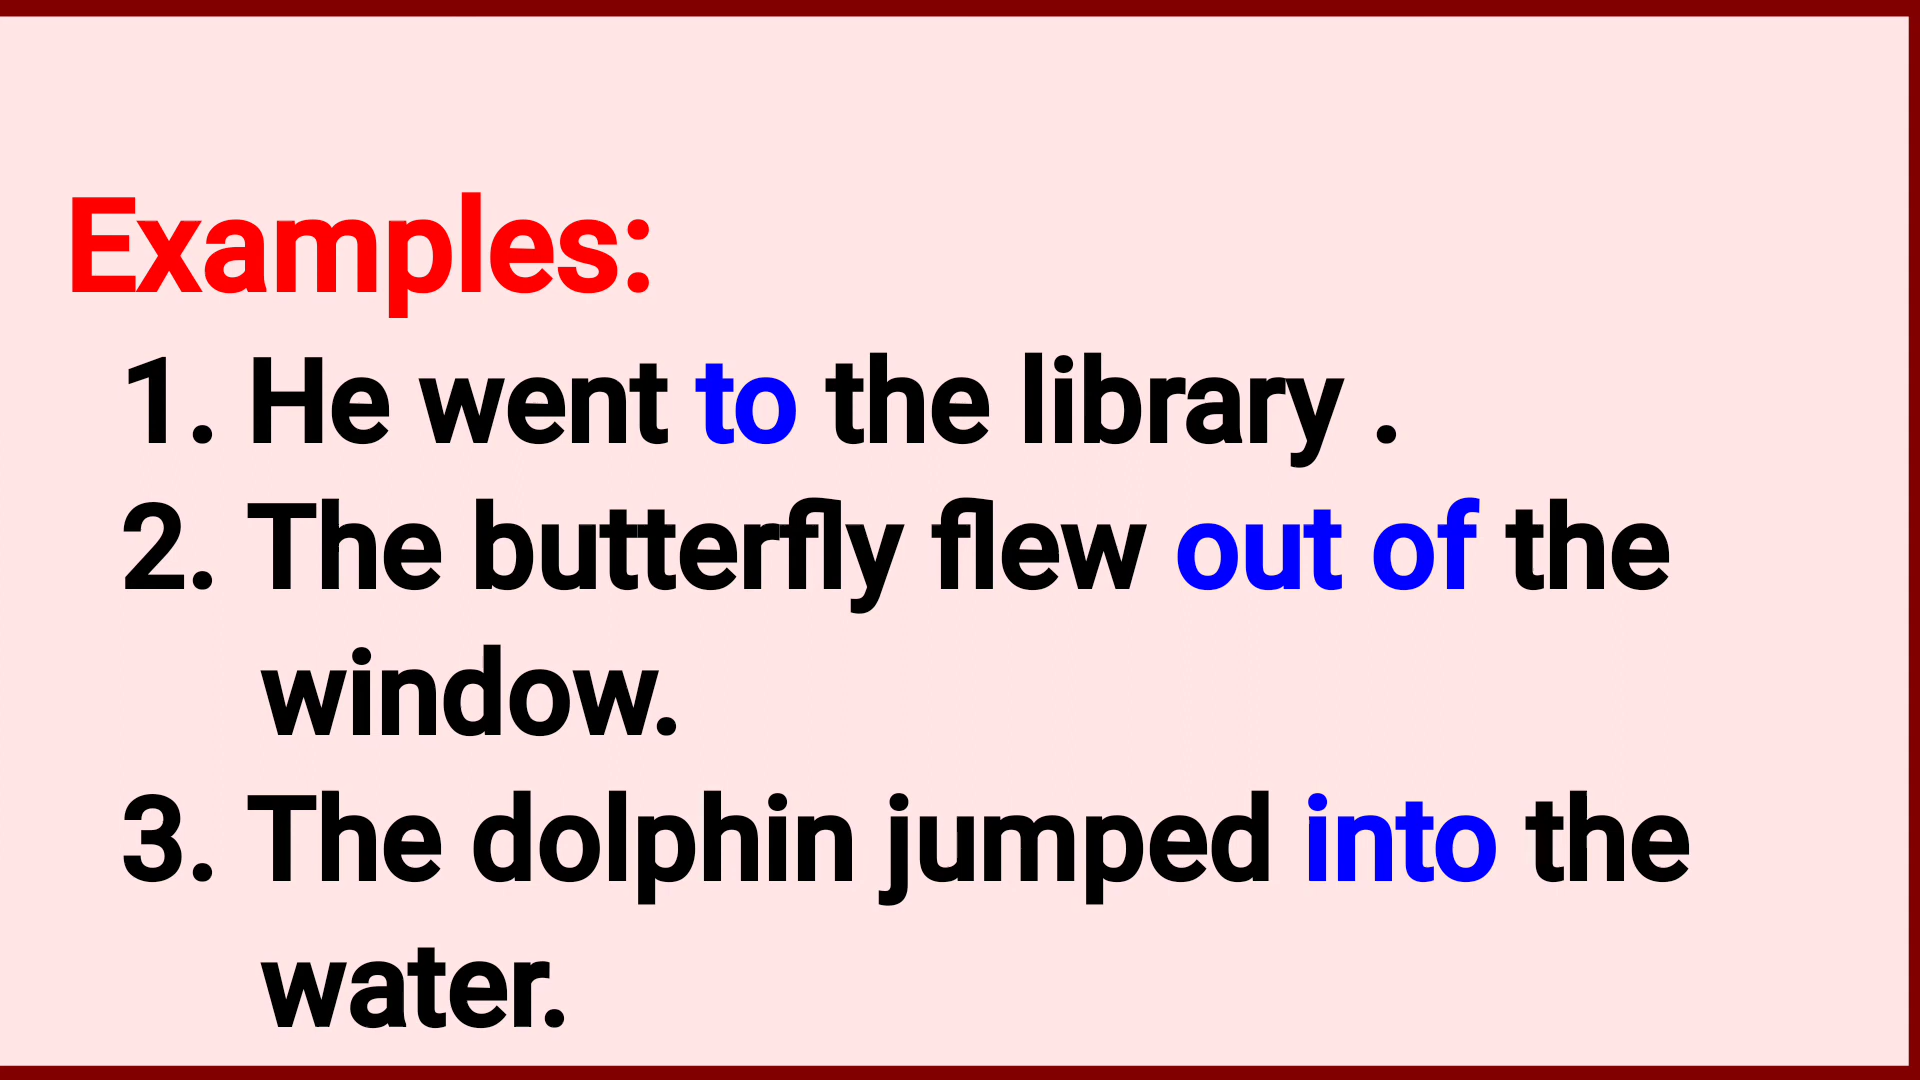 Examples:
1. He went to the library .
2. The butterfly flew out of the
window.
3. The dolphin jumped into the
water.